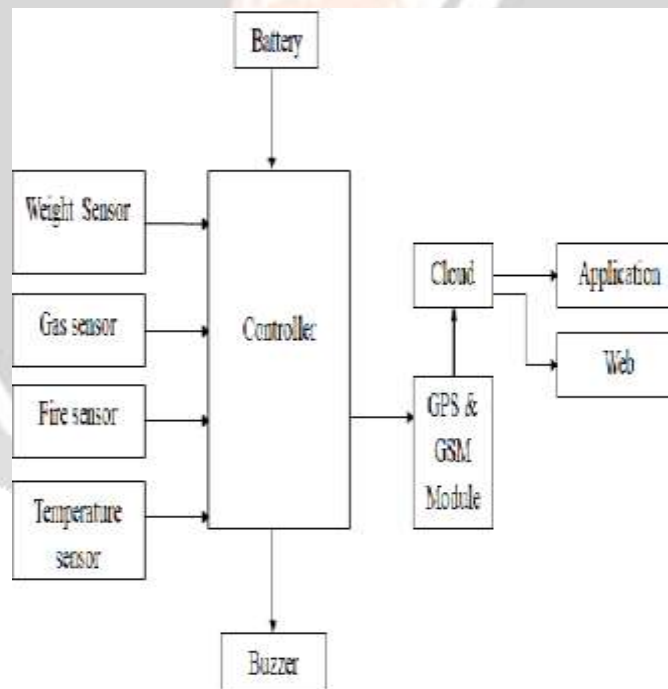 Battery
Weight Sensor
Gas sensor
Fire sensor
Temperature
sensor
Controller
Cloud
Application
Web
GPS &
GSM
Module
Buzzer